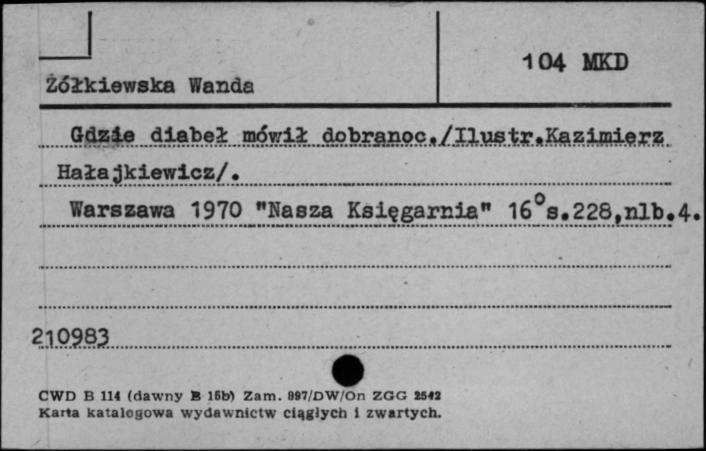 104 MKD
Żółkiewska Wanda
Gdzie diabeł mówił dobranoc./Ilustr.Kazimierz
Hałajkiewicz/.
Warszawa 1970 "Nasza Księgarnia" 16°s.228,nlb.4.
210983
CWD B 114 (dawny B 15b) Zam. 897/DW/On ZGG 2542
Karta katalogowa wydawnictw ciągłych i zwartych.